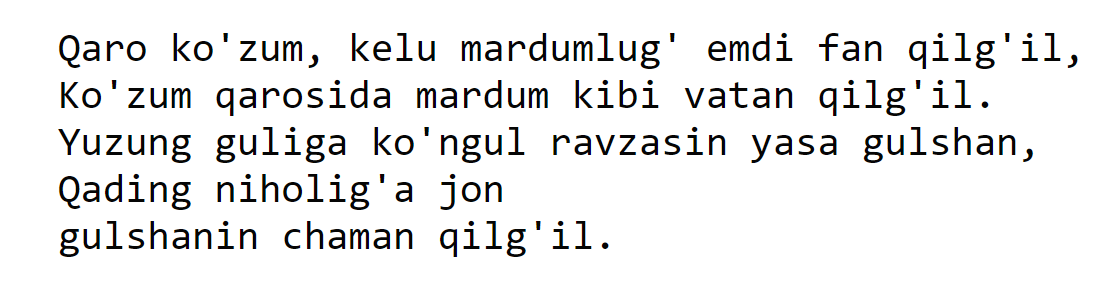 Qaro ko'zum, kelu mardumlug' emdi fan qilg'il,
Ko'zum qarosida mardum kibi vatan qilg'il.
Yuzung guliga ko'ngul ravzasin yasa gulshan,
Qading niholig'a jon
gulshanin chaman qilg'il.